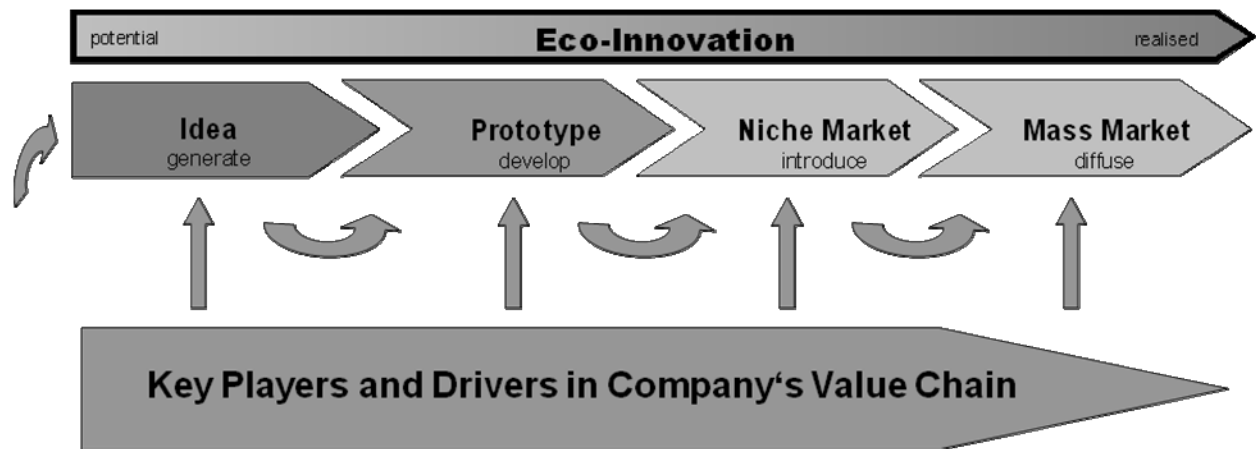 potential Eco-Innovation realised
Idea Prototype Niche Market Mass Market
generate develop introduce diffuse
Key Players and Drivers in Company‘s Value Chain